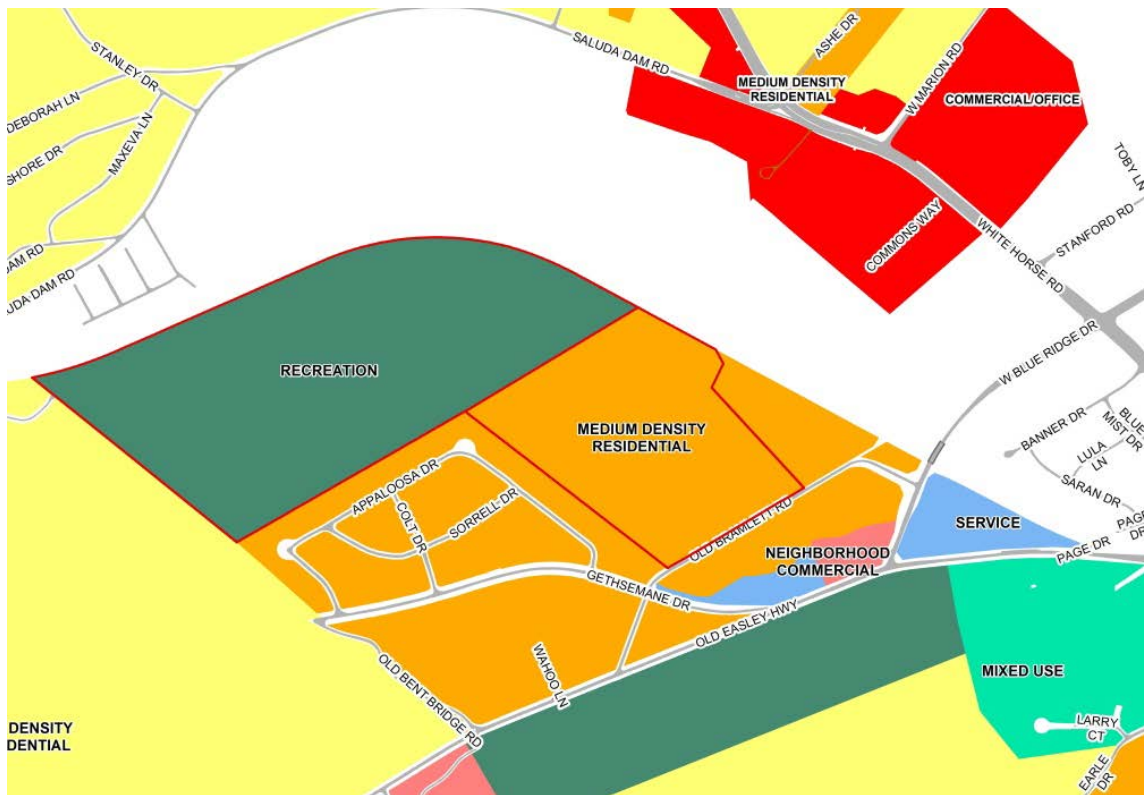 STANLEY DR
DEBORAH LN
SHORE DR
MAXEVA LN
DAM RD
UDA DAM RD
SALUDA DAM RD
ASHE DR
MEDIUM DENSITY
RESIDENTIAL
W MARION RD
COMMERCIAL/OFFICE
TOBY LN
STANFORD RD
COMMONS WAY
WHITE HORSE RD
W BLUE RIDGE DR
RECREATION
MEDIUM DENSITY
RESIDENTIAL
BANNER DR
BLUE
MIST DR
LULA
LN
SARAN DR
PAGE
DR
PAGE DR
APPALOOSA DR
COLT DR
SORRELL DR
OLD BRAMLETT RD
SERVICE
NEIGHBORHOOD
COMMERCIAL
GETHSEMANE DR
OLD EASLEY HWY
WAHOO LN
OLD BENT BRIDGE RD
MIXED USE
DENSITY
DENTIAL
LARRY
CT
EARLE
DR